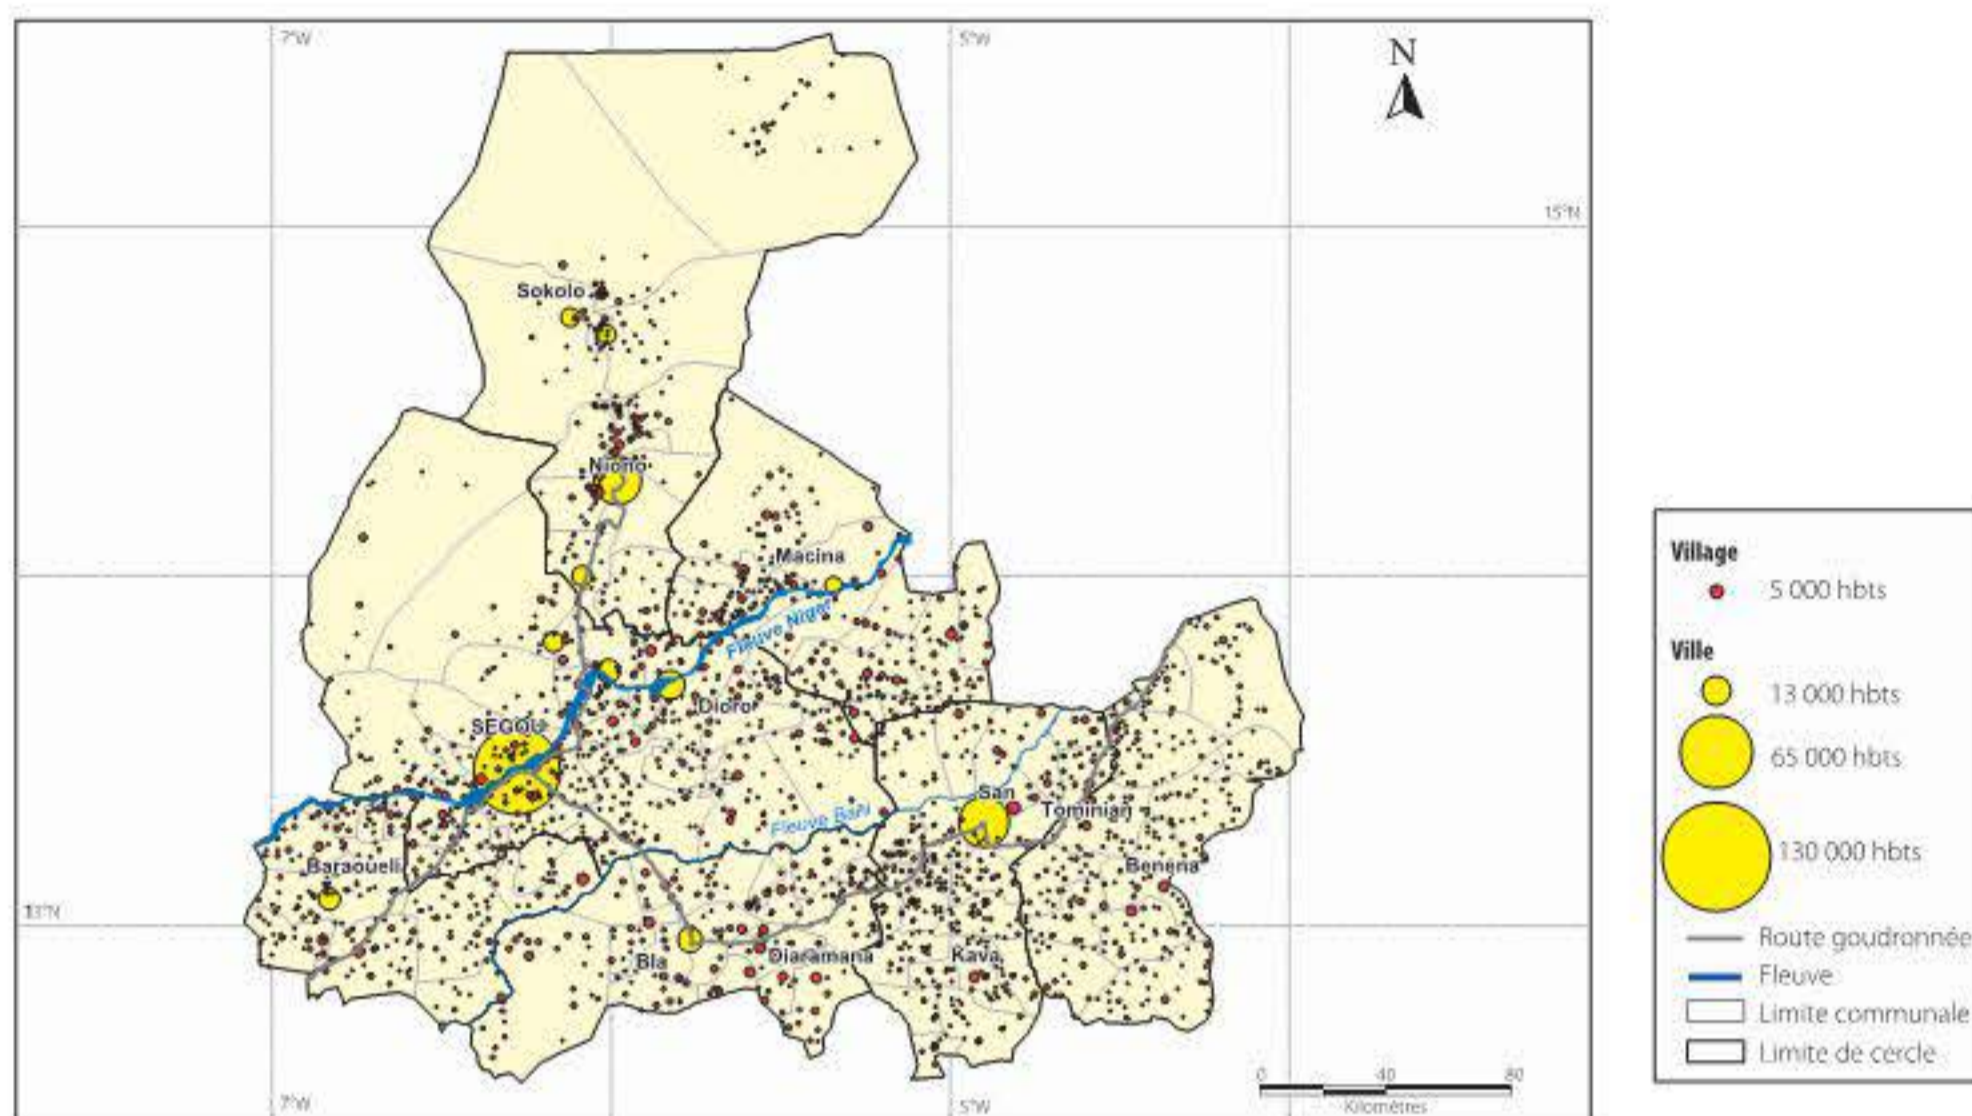 7°W
5°W
N
15°N
Sokolo
Niono
Macina
Fleuve Niger
Dioro
SEGOU
San
Tominian
Fleuve Bani
Baraoueli
Benena
13°N
Bla
Diaramana
Kava
0 40 80
Kilomètres
7°W
5°W
Village
5 000 hbts
Ville
13 000 hbts
65 000 hbts
130 000 hbts
Route goudronnée
Fleuve
Limite communale
Limite de cercle